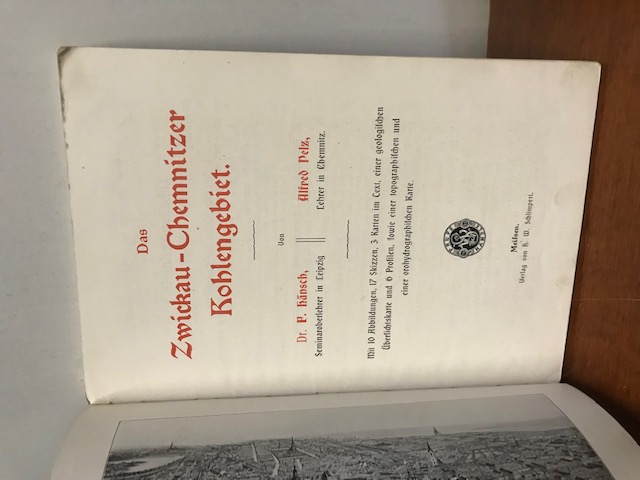 Das
Zwickau-Chemnitzer
Kohlengebiet.
Von
Dr. P. Hänsch,
Seminaroberlehrer in Leipzig
Alfred Pelz,
Lehrer in Chemnitz.
Mit 10 Abbildungen, 17 Skizzen, 3 Karten im Text, einer geologiſchen
Überſichtskarte und 6 Profilen, ſowie einer topographiſchen und
einer orohydrographiſchen Karte.
Meißen.
Verlag von H. W. Schlimpert.